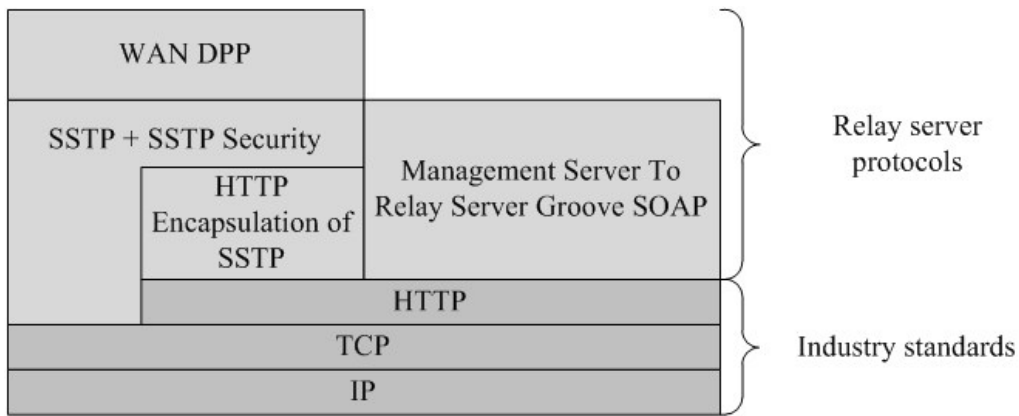 WAN DPP
SSTP + SSTP Security
HTTP
Encapsulation of
SSTP
Management Server To
Relay Server Groove SOAP
HTTP
TCP
IP
Relay server
protocols
Industry standards